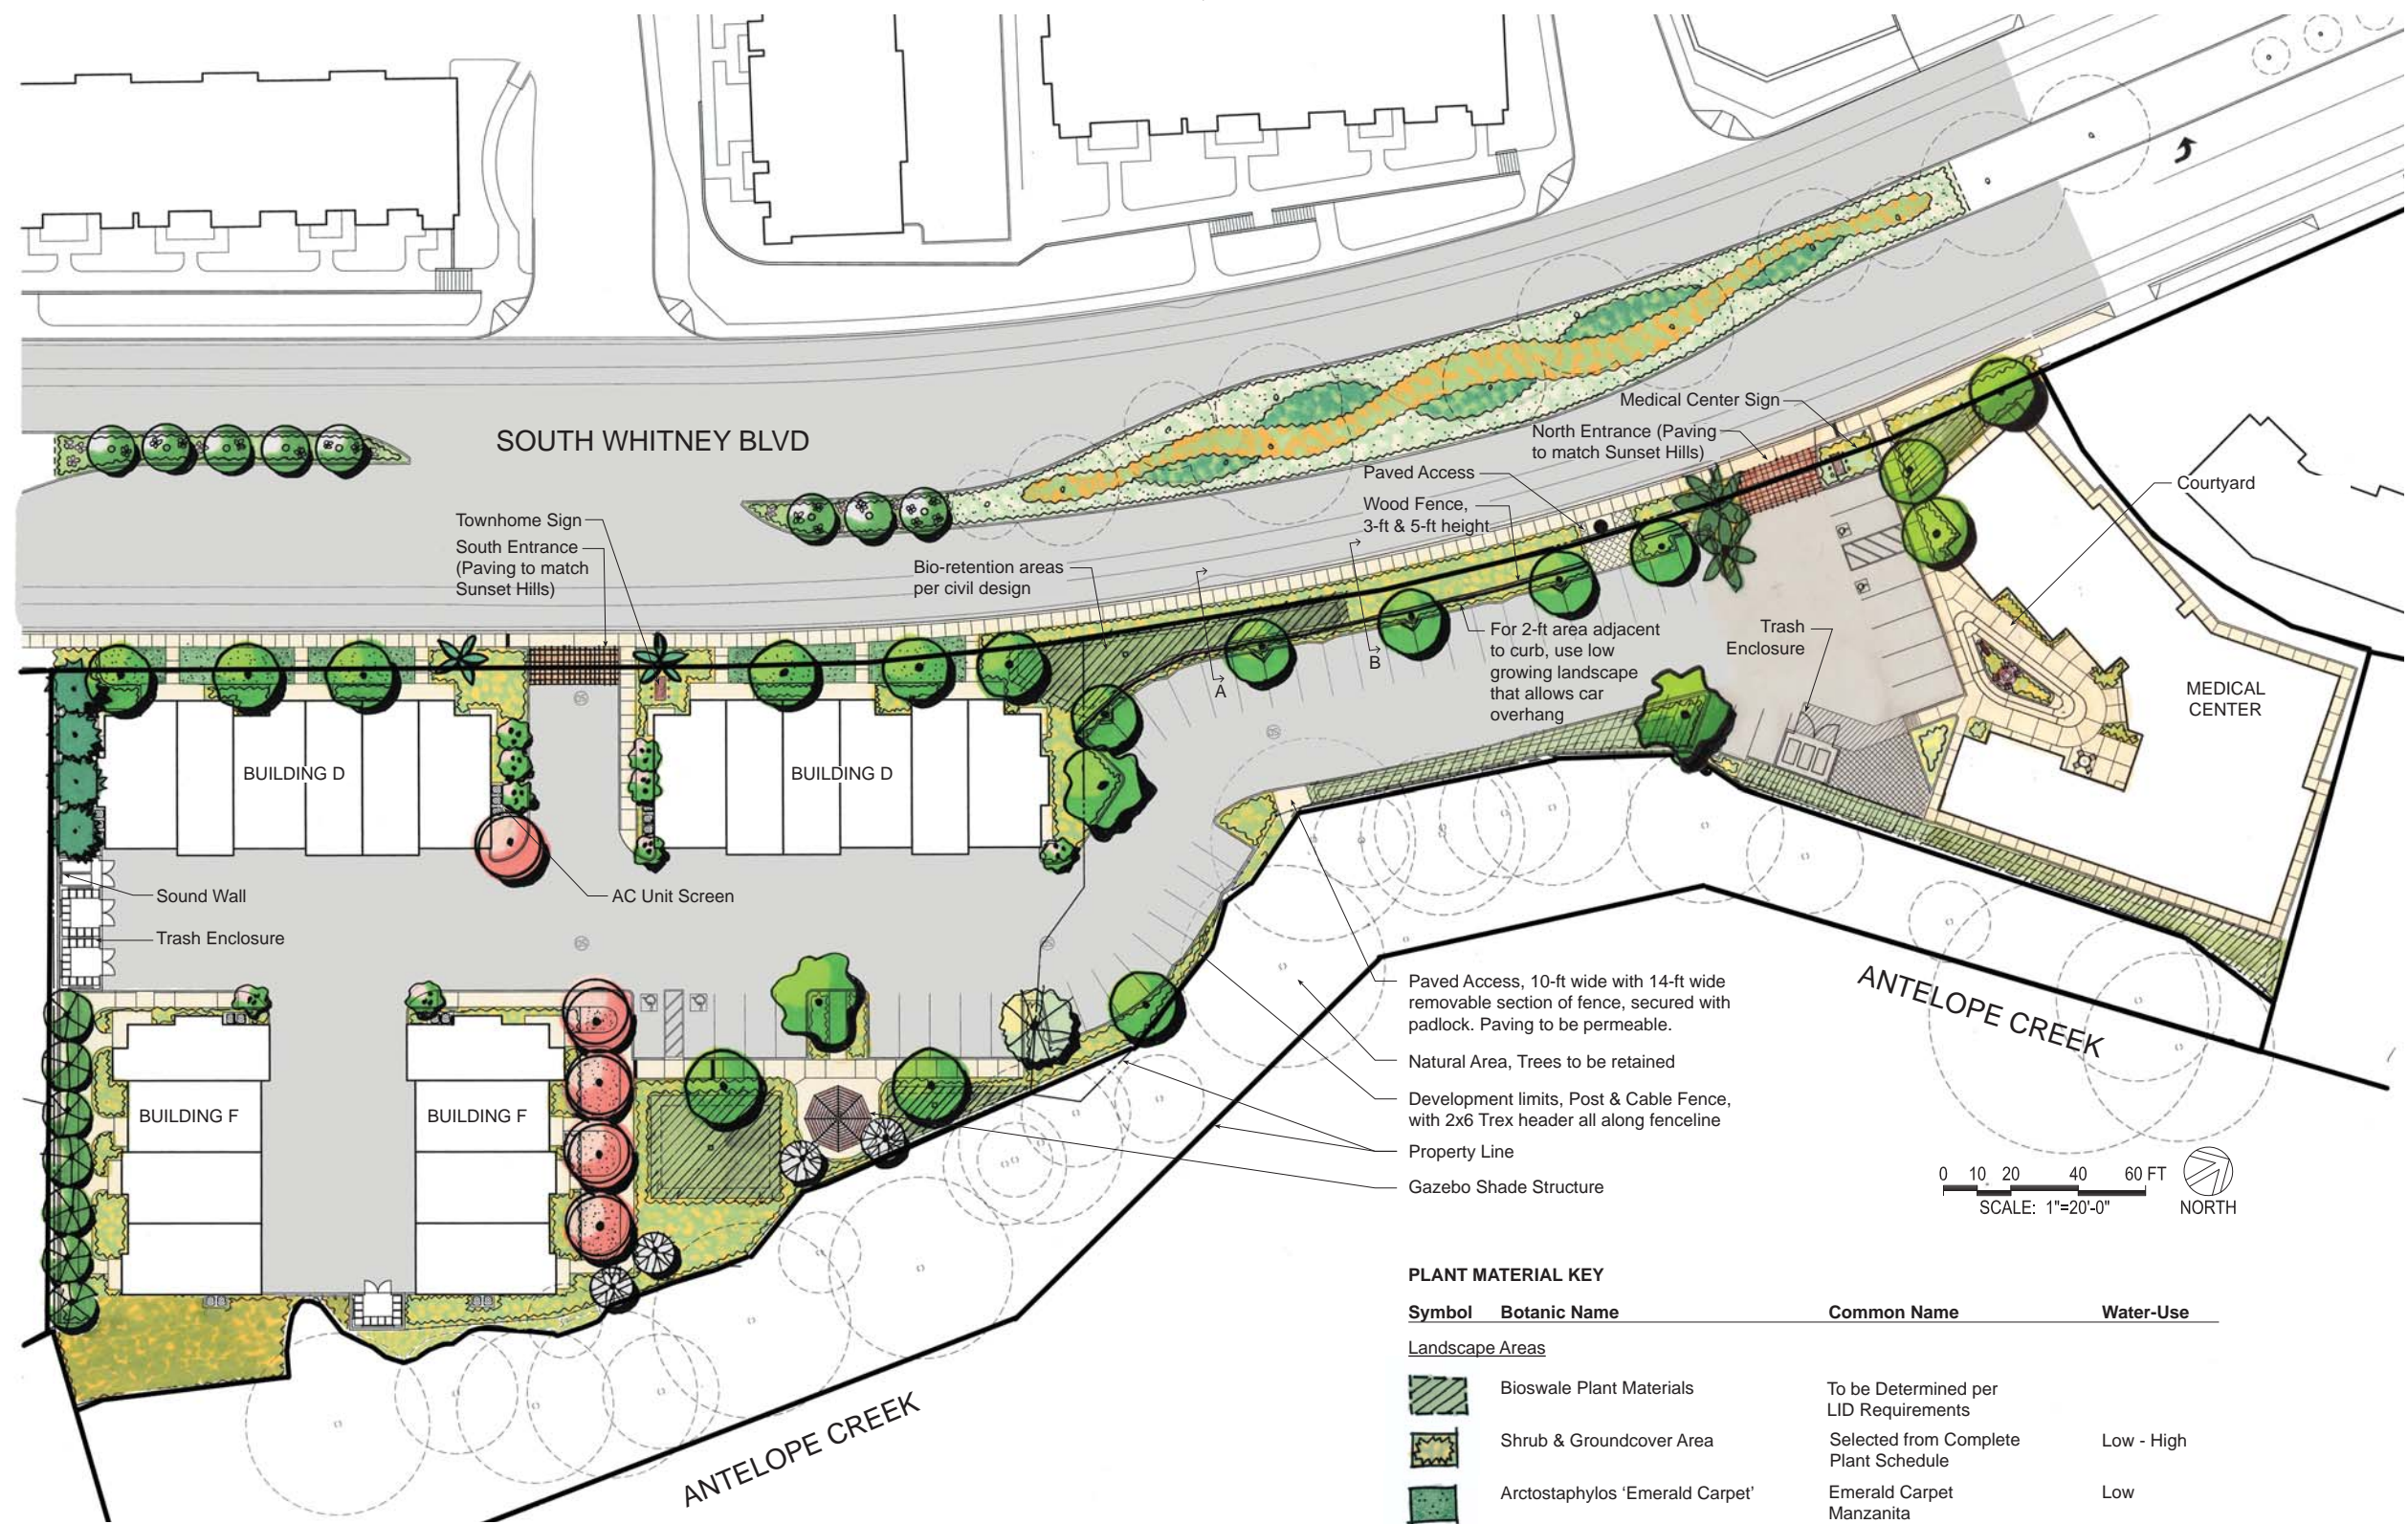 SOUTH WHITNEY BLVD
Medical Center Sign
North Entrance (Paving
to match Sunset Hills)
Paved Access
Wood Fence,
3-ft & 5-ft height
Courtyard
Townhome Sign
South Entrance
(Paving to match
Sunset Hills)
Bio-retention areas
per civil design
A
B
For 2-ft area adjacent
to curb, use low
growing landscape
that allows car
overhang
Trash
Enclosure
MEDICAL
CENTER
BUILDING D
BUILDING D
Sound Wall
AC Unit Screen
Trash Enclosure
BUILDING F
BUILDING F
Paved Access, 10-ft wide with 14-ft wide
removable section of fence, secured with
padlock. Paving to be permeable.
Natural Area, Trees to be retained
Development limits, Post & Cable Fence,
with 2x6 Trex header all along fenceline
Property Line
Gazebo Shade Structure
ANTELOPE CREEK
ANTELOPE CREEK
0 10 20 40 60 FT
SCALE: 1"=20'-0"
NORTH
PLANT MATERIAL KEY
Symbol Botanic Name Common Name Water-Use
Landscape Areas
Bioswale Plant Materials To be Determined per
LID Requirements
Shrub & Groundcover Area Selected from Complete Low - High
Plant Schedule
Arctostaphylos ‘Emerald Carpet’ Emerald Carpet Low
Manzanita